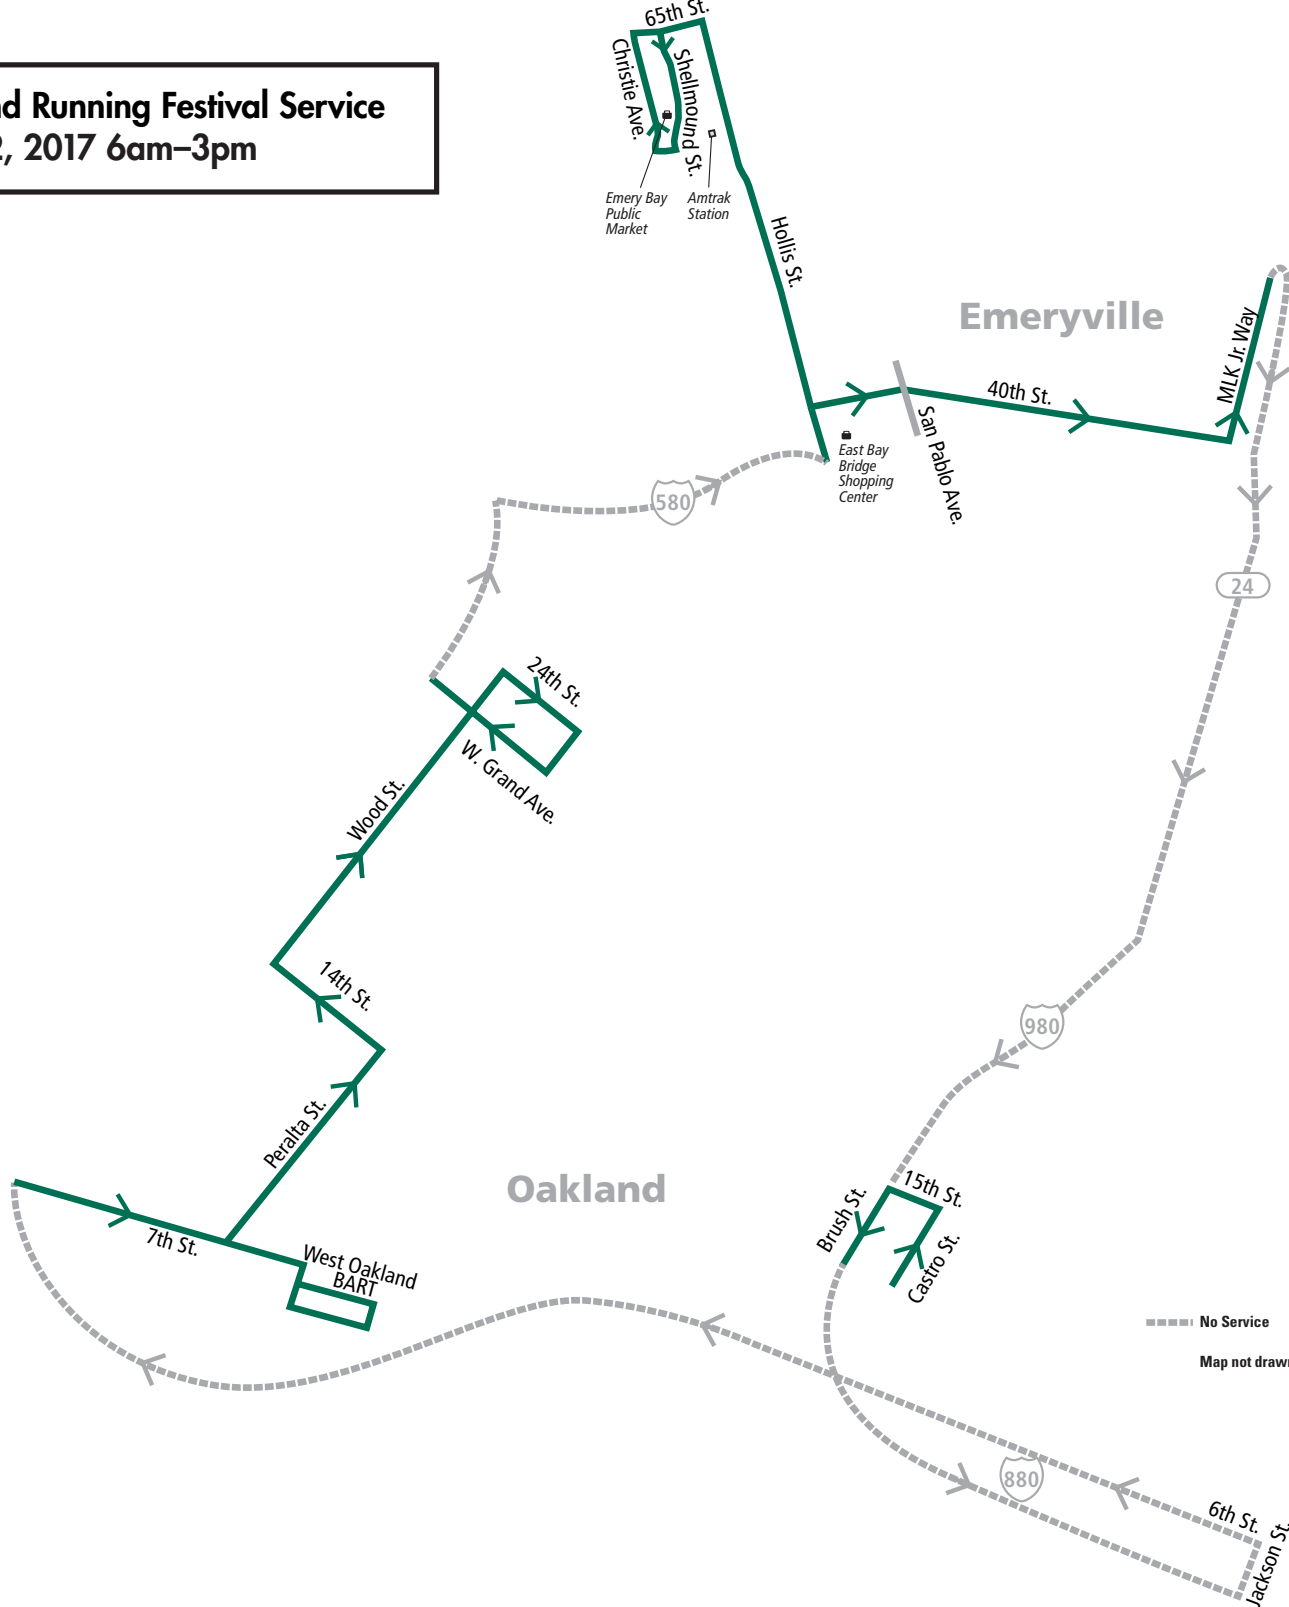 65th St.
Running Festival Service
2017 6am–3pm
Christie Ave.
Shellmound St.
Emery Bay
Public
Market
Amtrak
Station
Hollis St.
Emeryville
MLK Jr. Way
40th St.
San Pablo Ave.
East Bay
Bridge
Shopping
Center
580
24
24th St.
W. Grand Ave.
Wood St.
14th St.
980
Peralta St.
Oakland
15th St.
Brush St.
Castro St.
7th St.
West Oakland
BART
No Service
Map not
880
6th St.
Jackson St.